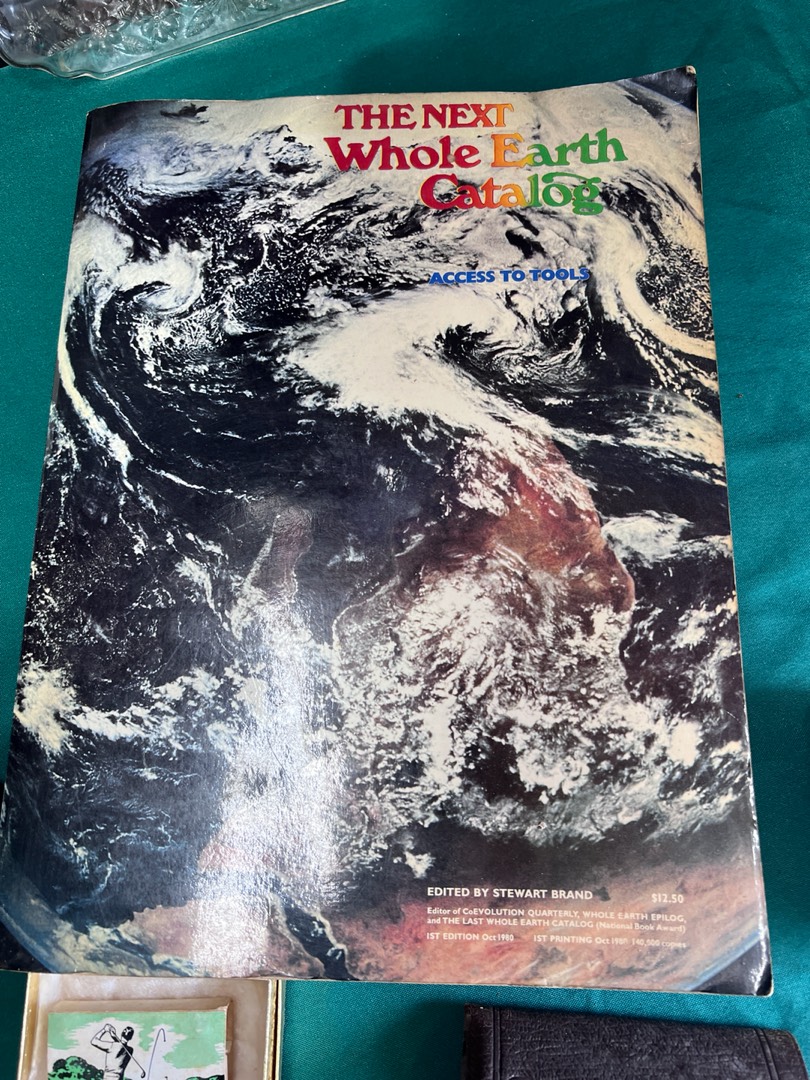 THE NEXT
Whole Earth
Catalog
ACCESS TO TOOLS
EDITED BY STEWART BRAND $12.50
Editor of CoEVOLUTION QUARTERLY, WHOLE EARTH EPILOG,
and THE LAST WHOLE EARTH CATALOG (National Book Award)
1ST EDITION Oct 1980 1ST PRINTING Oct 1980 140,500 copies